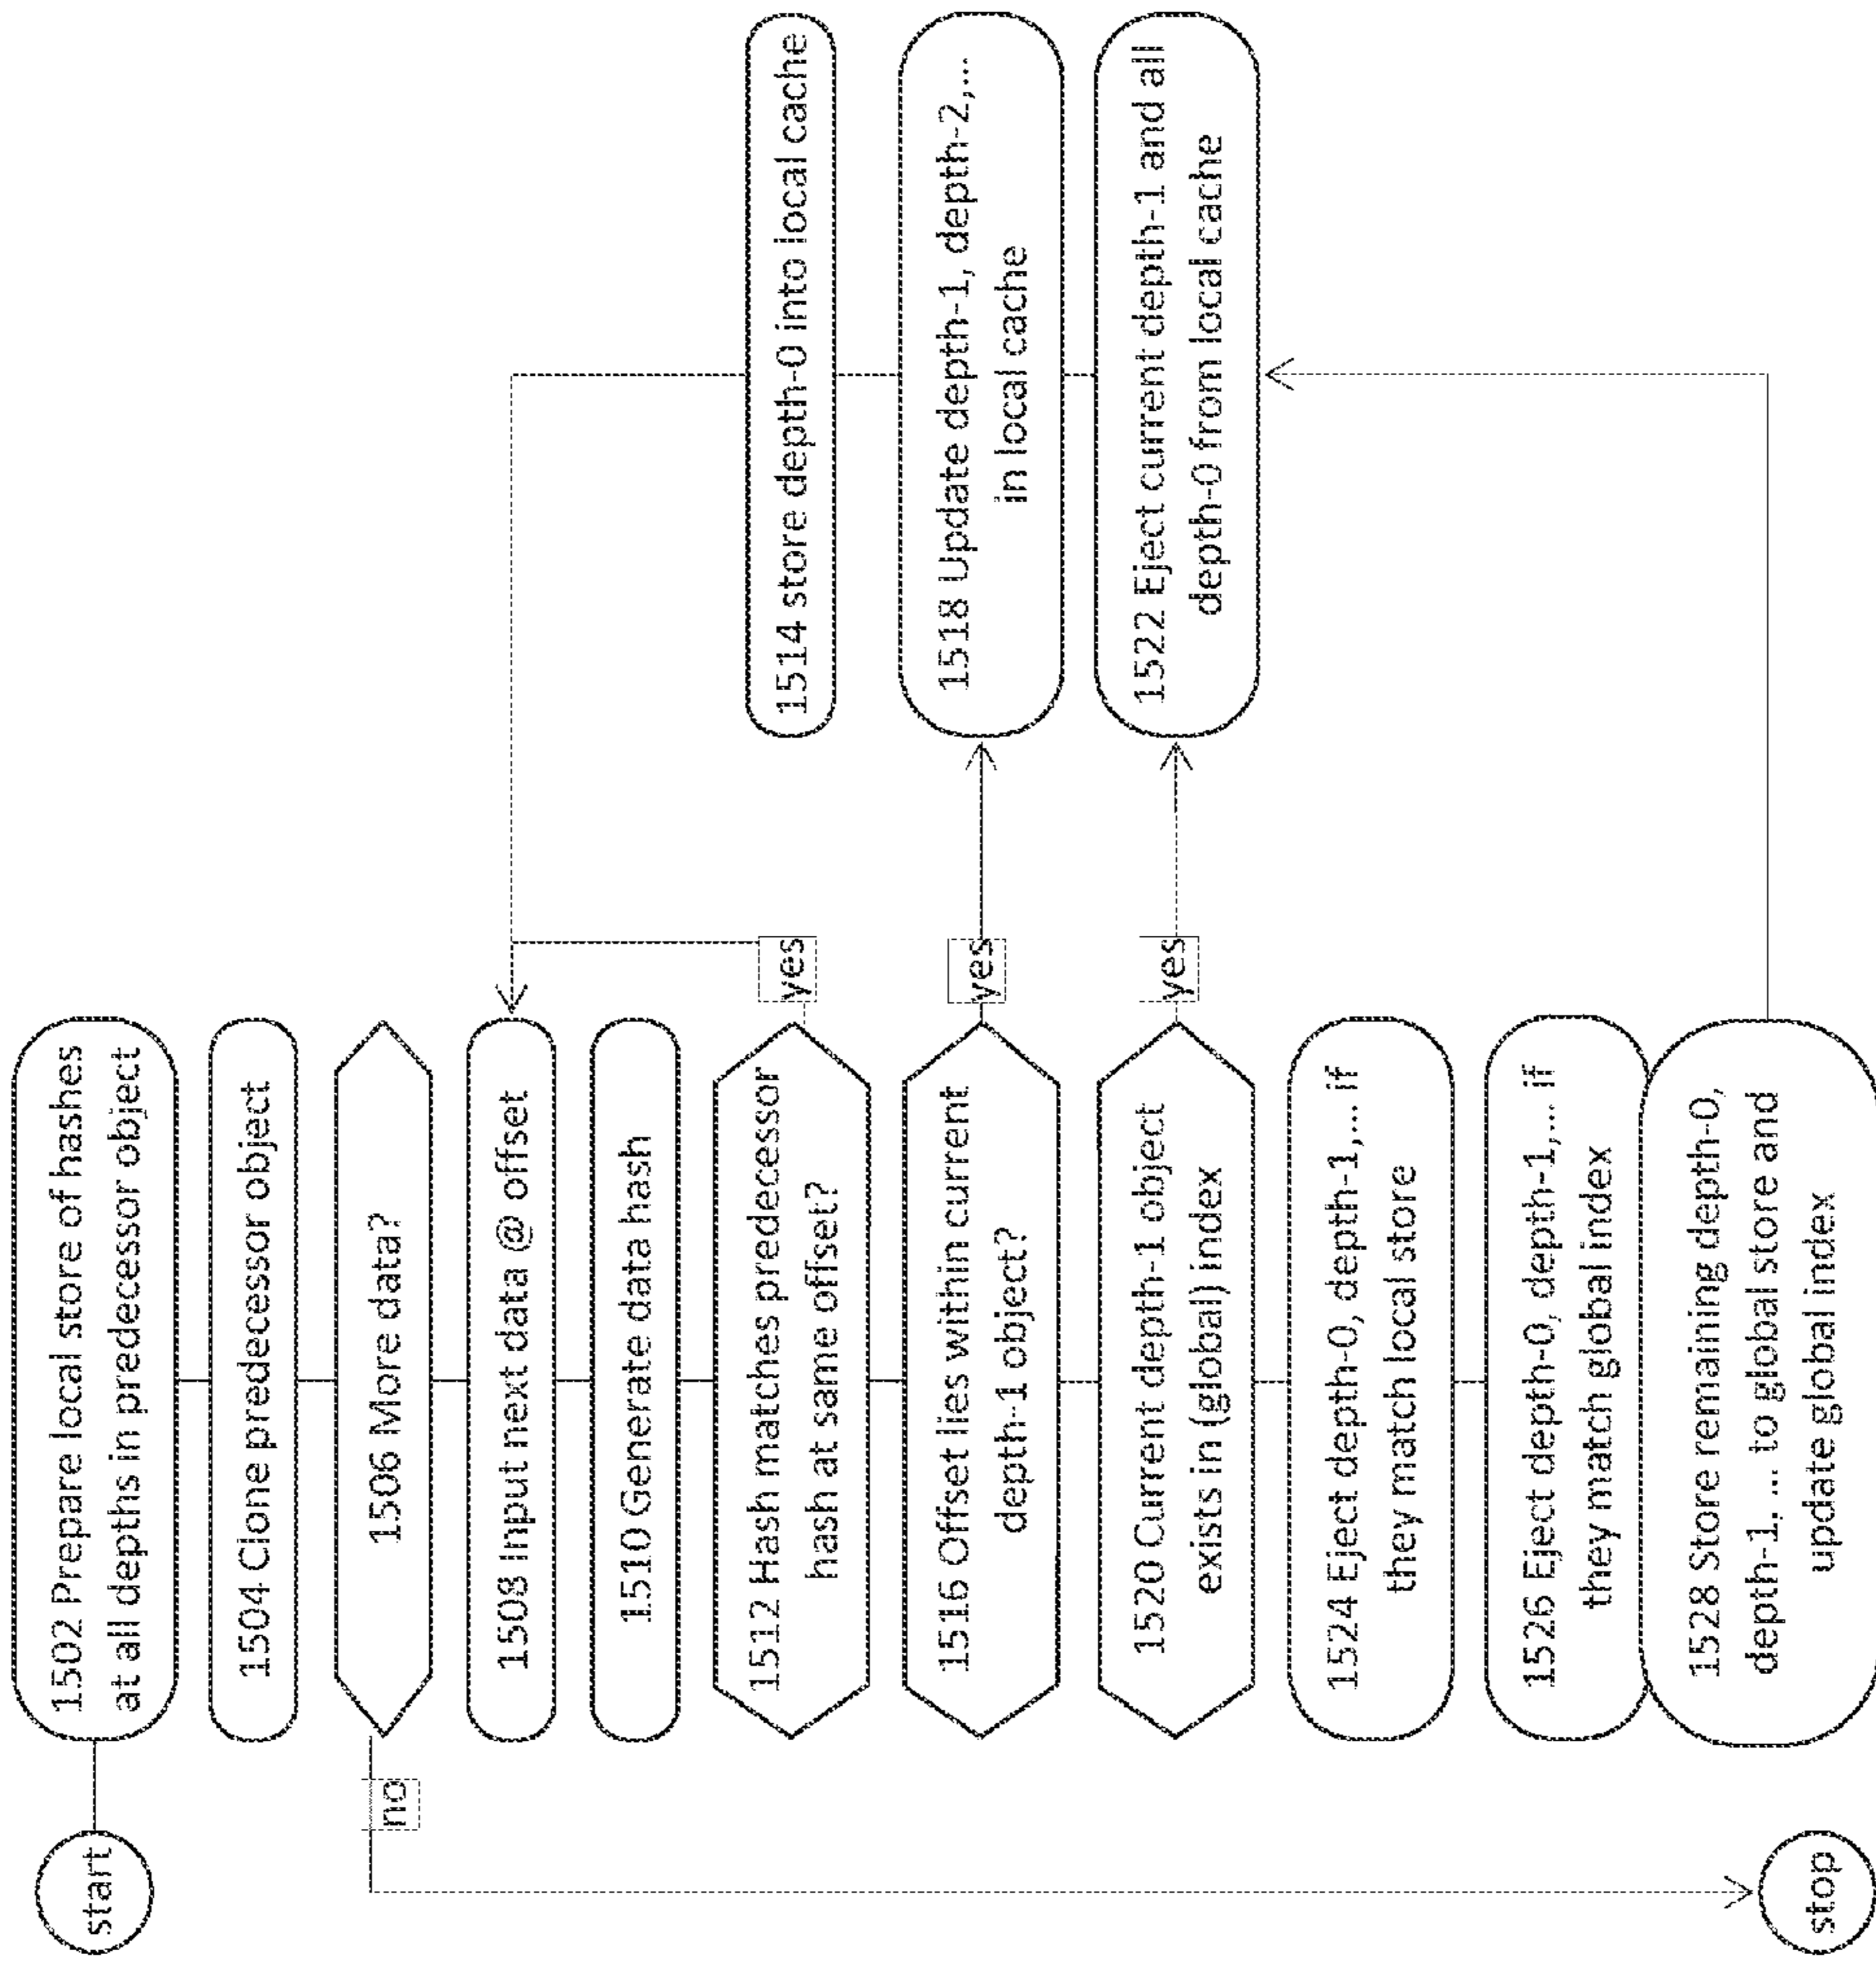 start
1502 Prepare local store of hashes
at all depths in predecessor object
1504 Clone predecessor object
1506 More data?
no
1508 Input next data @ offset
1510 Generate data hash
1512 Hash matches predecessor
hash at same offset?
yes
1514 store depth-0 into local cache
1516 Offset lies within current
depth-1 object?
yes
1518 Update depth-1, depth-2,...
in local cache
1520 Current depth-1 object
exists in (global) index
yes
1522 Eject current depth-1 and all
depth-0 from local cache
1524 Eject depth-0, depth-1,... if
they match local store
1526 Eject depth-0, depth-1,... if
they match global index
1528 Store remaining depth-0,
depth-1, ... to global store and
update global index
stop